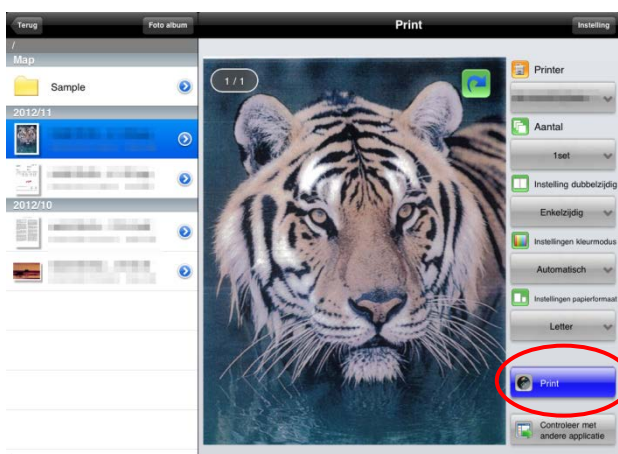 Terug
Foto album
Print
Instelling
/
Map
Sample
2012/11
2012/10
1/1
Printer
Aantal
1set
Instelling dubbelzijdig
Enkelzijdig
Instellingen kleurmodus
Automatisch
Instellingen papierformaat
Letter
Print
Controleer met
andere applicatie